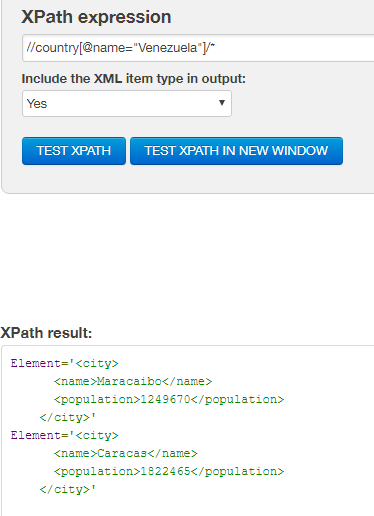 XPath expression
//country[@name="Venezuela"]/*
Include the XML item type in output:
Yes
TEST XPATH TEST XPATH IN NEW WINDOW
XPath result:
Element='<city>
<name>Maracaibo</name>
<population>1249670</population>
</city>'
Element='<city>
<name>Caracas</name>
<population>1822465</population>
</city>'